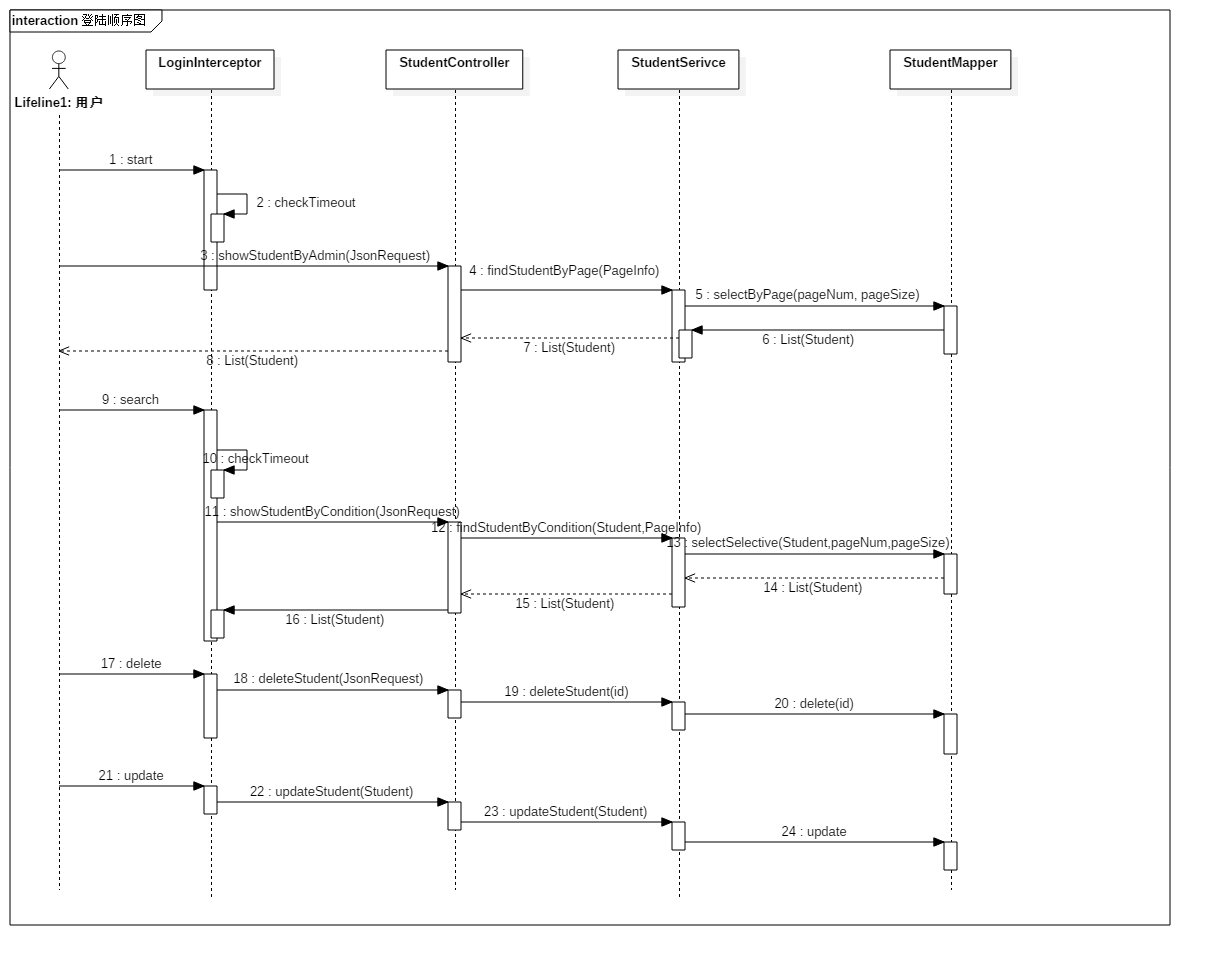 interaction 登陆顺序图
LoginInterceptor
StudentController
StudentSerivce
StudentMapper
Lifeline1: 用户
1 : start
2 : checkTimeout
3 : showStudentByAdmin(JsonRequest)
4 : findStudentByPage(PageInfo)
5 : selectByPage(pageNum, pageSize)
6 : List(Student)
7 : List(Student)
8 : List(Student)
9 : search
10 : checkTimeout
11 : showStudentByCondition(JsonRequest)
12 : findStudentByCondition(Student,PageInfo)
13 : selectSelective(Student,pageNum,pageSize)
14 : List(Student)
15 : List(Student)
16 : List(Student)
17 : delete
18 : deleteStudent(JsonRequest)
19 : deleteStudent(id)
20 : delete(id)
21 : update
22 : updateStudent(Student)
23 : updateStudent(Student)
24 : update